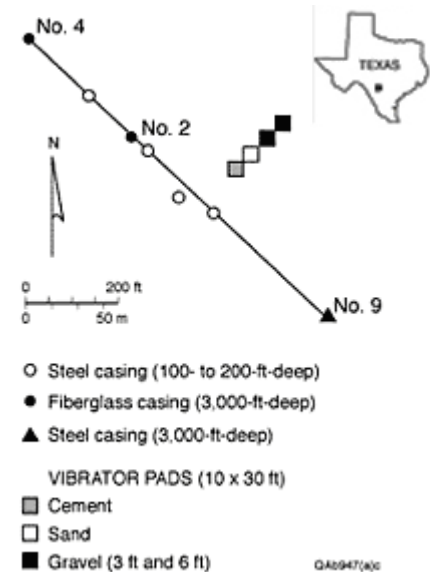 No. 4
TEXAS
No. 2
N
0 200 ft
0 50 m
No. 9
Steel casing (100- to 200-ft-deep)
Fiberglass casing (3,000-ft-deep)
Steel casing (3,000-ft-deep)
VIBRATOR PADS (10 x 30 ft)
Cement
Sand
Gravel (3 ft and 6 ft)
QAb947(a)c